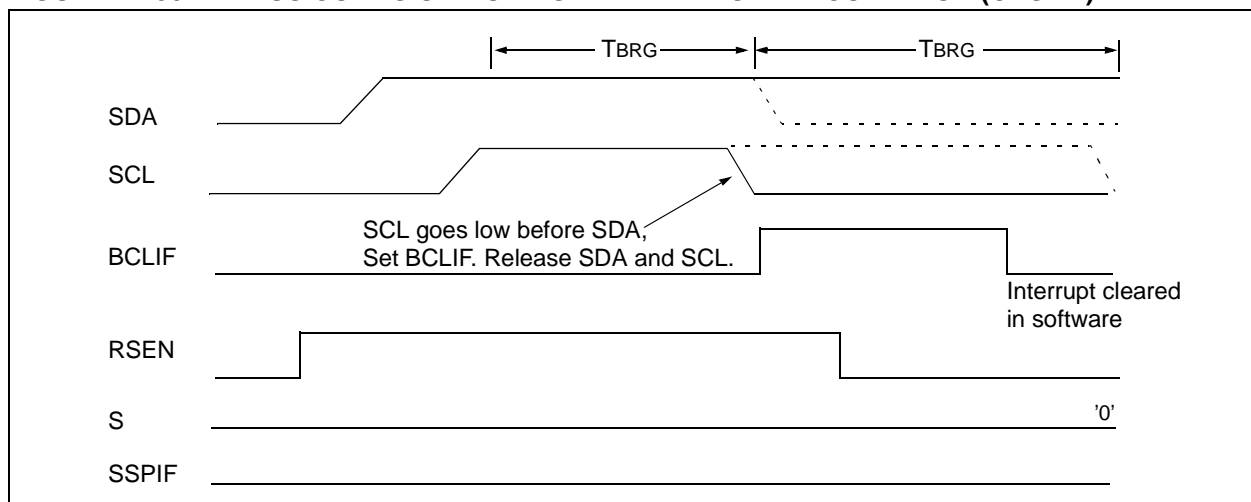 TBRG
TBRG
SDA
SCL
SCL goes low before SDA,
Set BCLIF. Release SDA and SCL.
BCLIF
Interrupt cleared
in software
RSEN
S
'0'
SSPIF